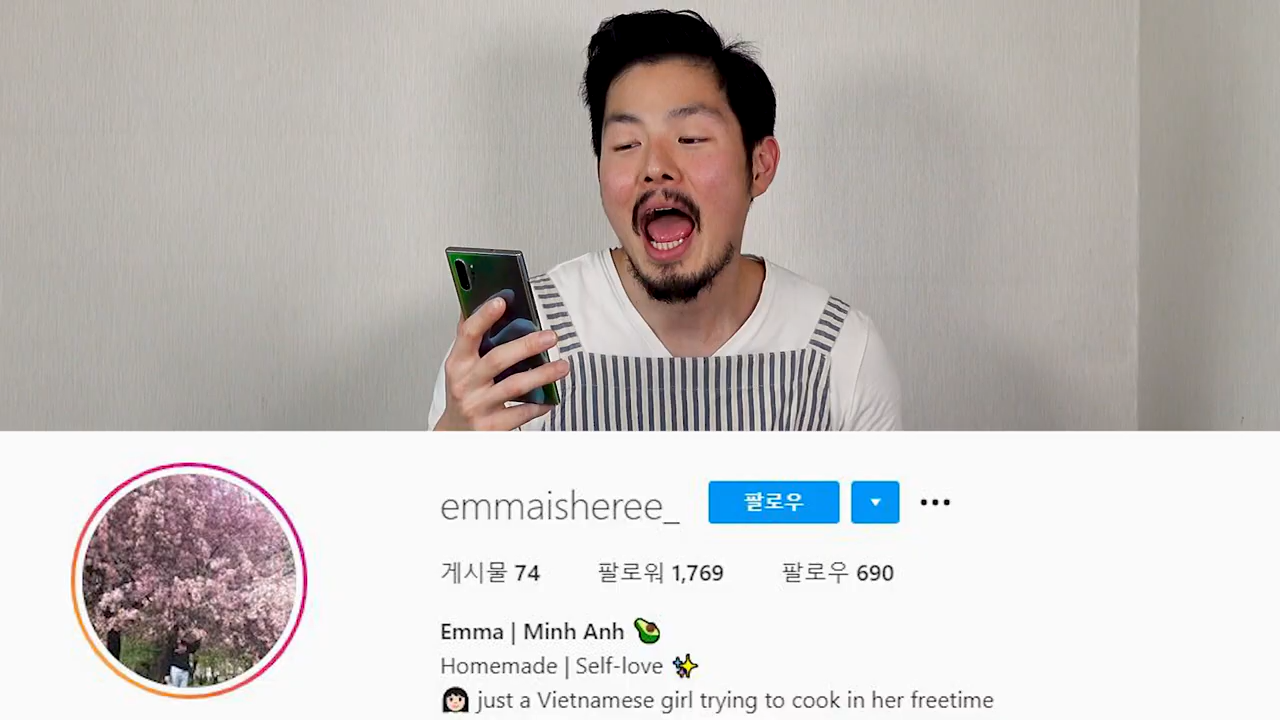 emmaisheree_ 팔로우
게시물 74 팔로워 1,769 팔로우 690
Emma | Minh Anh 🥑
Homemade | Self-love ✨
👩🏻 just a Vietnamese girl trying to cook in her freetime